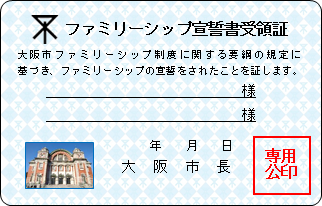 ファミリーシップ宣誓書受領証
大阪市ファミリーシップ制度に関する要綱の規定に
基づき、ファミリーシップの宣誓をされたことを証します。
様
様
年 月 日
大 阪 市 長
専用
公印